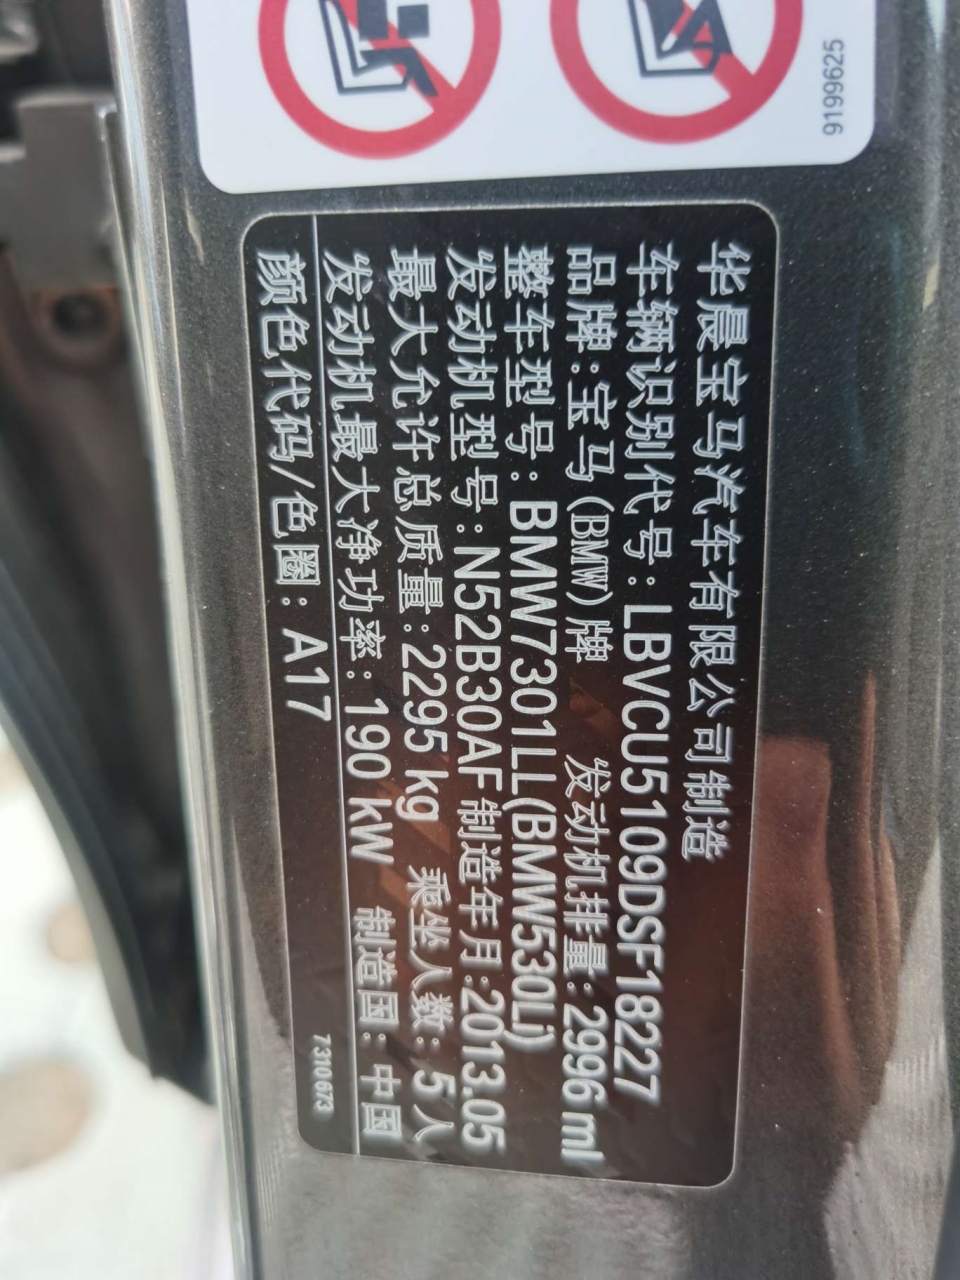 9199625
华晨宝马汽车有限公司制造
车辆识别代号:LBVCU5109DSF18227
品牌:宝马(BMW)牌 发动机排量:2996 ml
整车型号:BMW7301LL(BMW530Li)
发动机型号:N52B30AF 制造年月:2013.05
最大允许总质量:2295 kg 乘坐人数: 5人
发动机最大净功率:190 kW 制造国:中国
颜色代码/色圈:A17
7 310 673